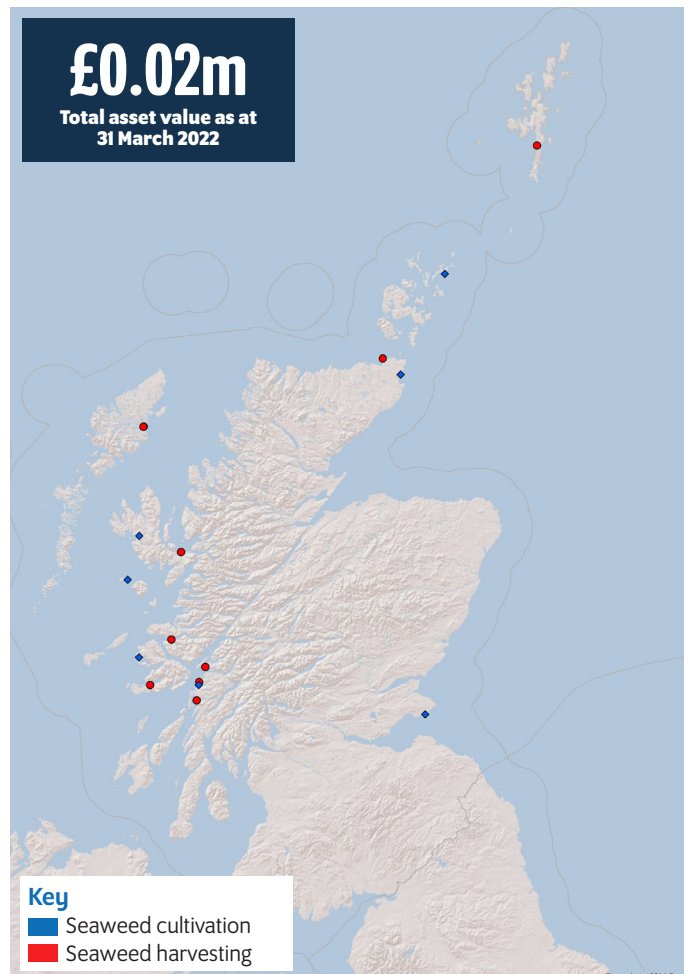 £0.02m
Total asset value as at
31 March 2022
Key
Seaweed cultivation
Seaweed harvesting